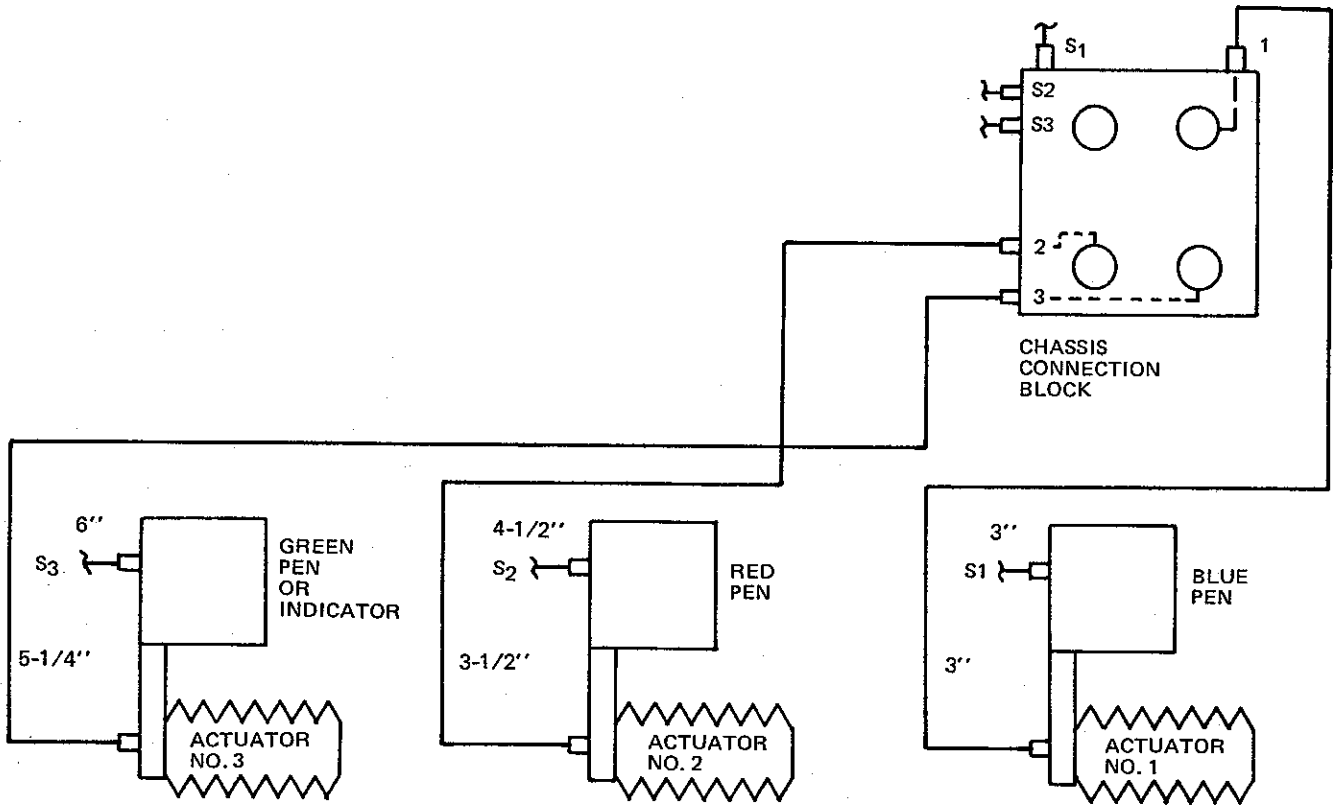 S1
1
S2
S3
2
3
CHASSIS
CONNECTION
BLOCK
6''
S3
GREEN
PEN
OR
INDICATOR
5-1/4''
ACTUATOR
NO. 3
4-1/2''
S2
RED
PEN
3-1/2''
ACTUATOR
NO. 2
3''
S1
BLUE
PEN
3''
ACTUATOR
NO. 1